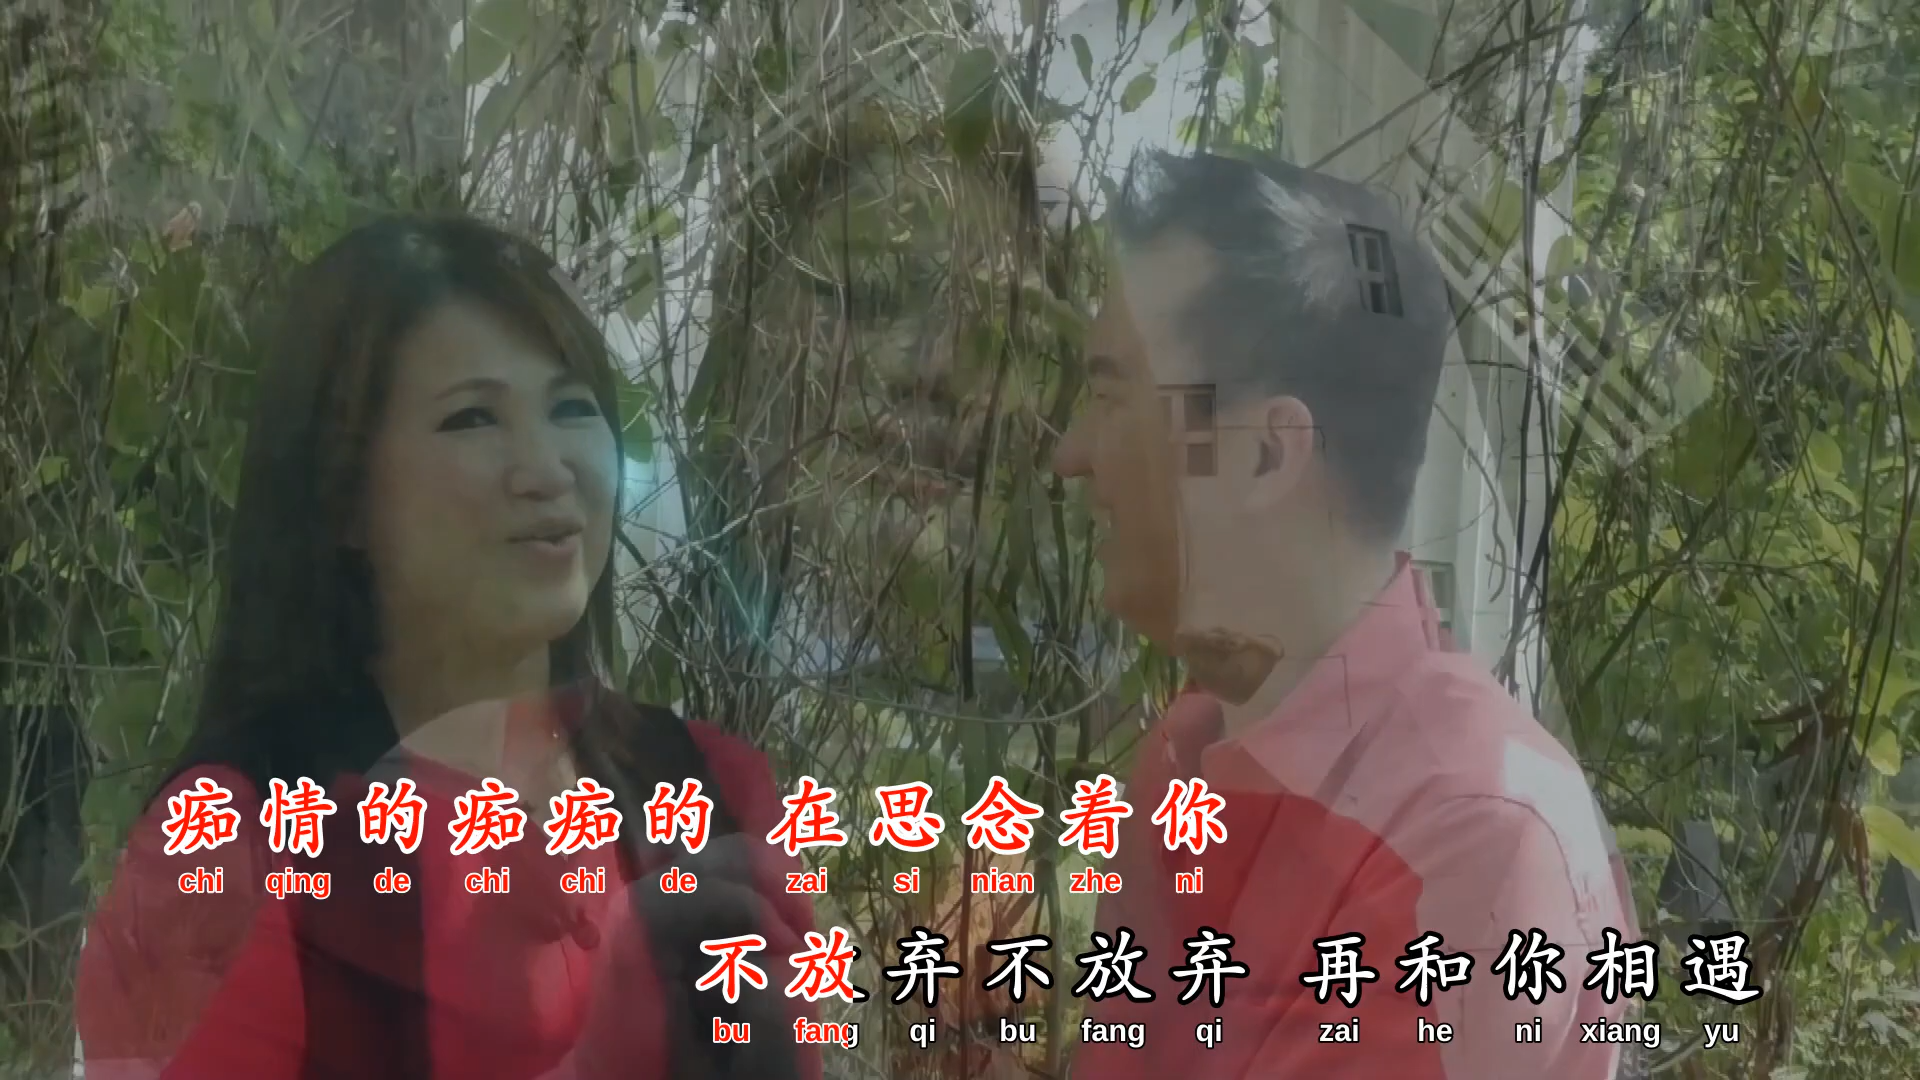 痴情的痴痴的 在思念着你
chi qing de chi chi de zai si nian zhe ni
不放弃不放弃 再和你相遇
bu fang qi bu fang qi zai he ni xiang yu